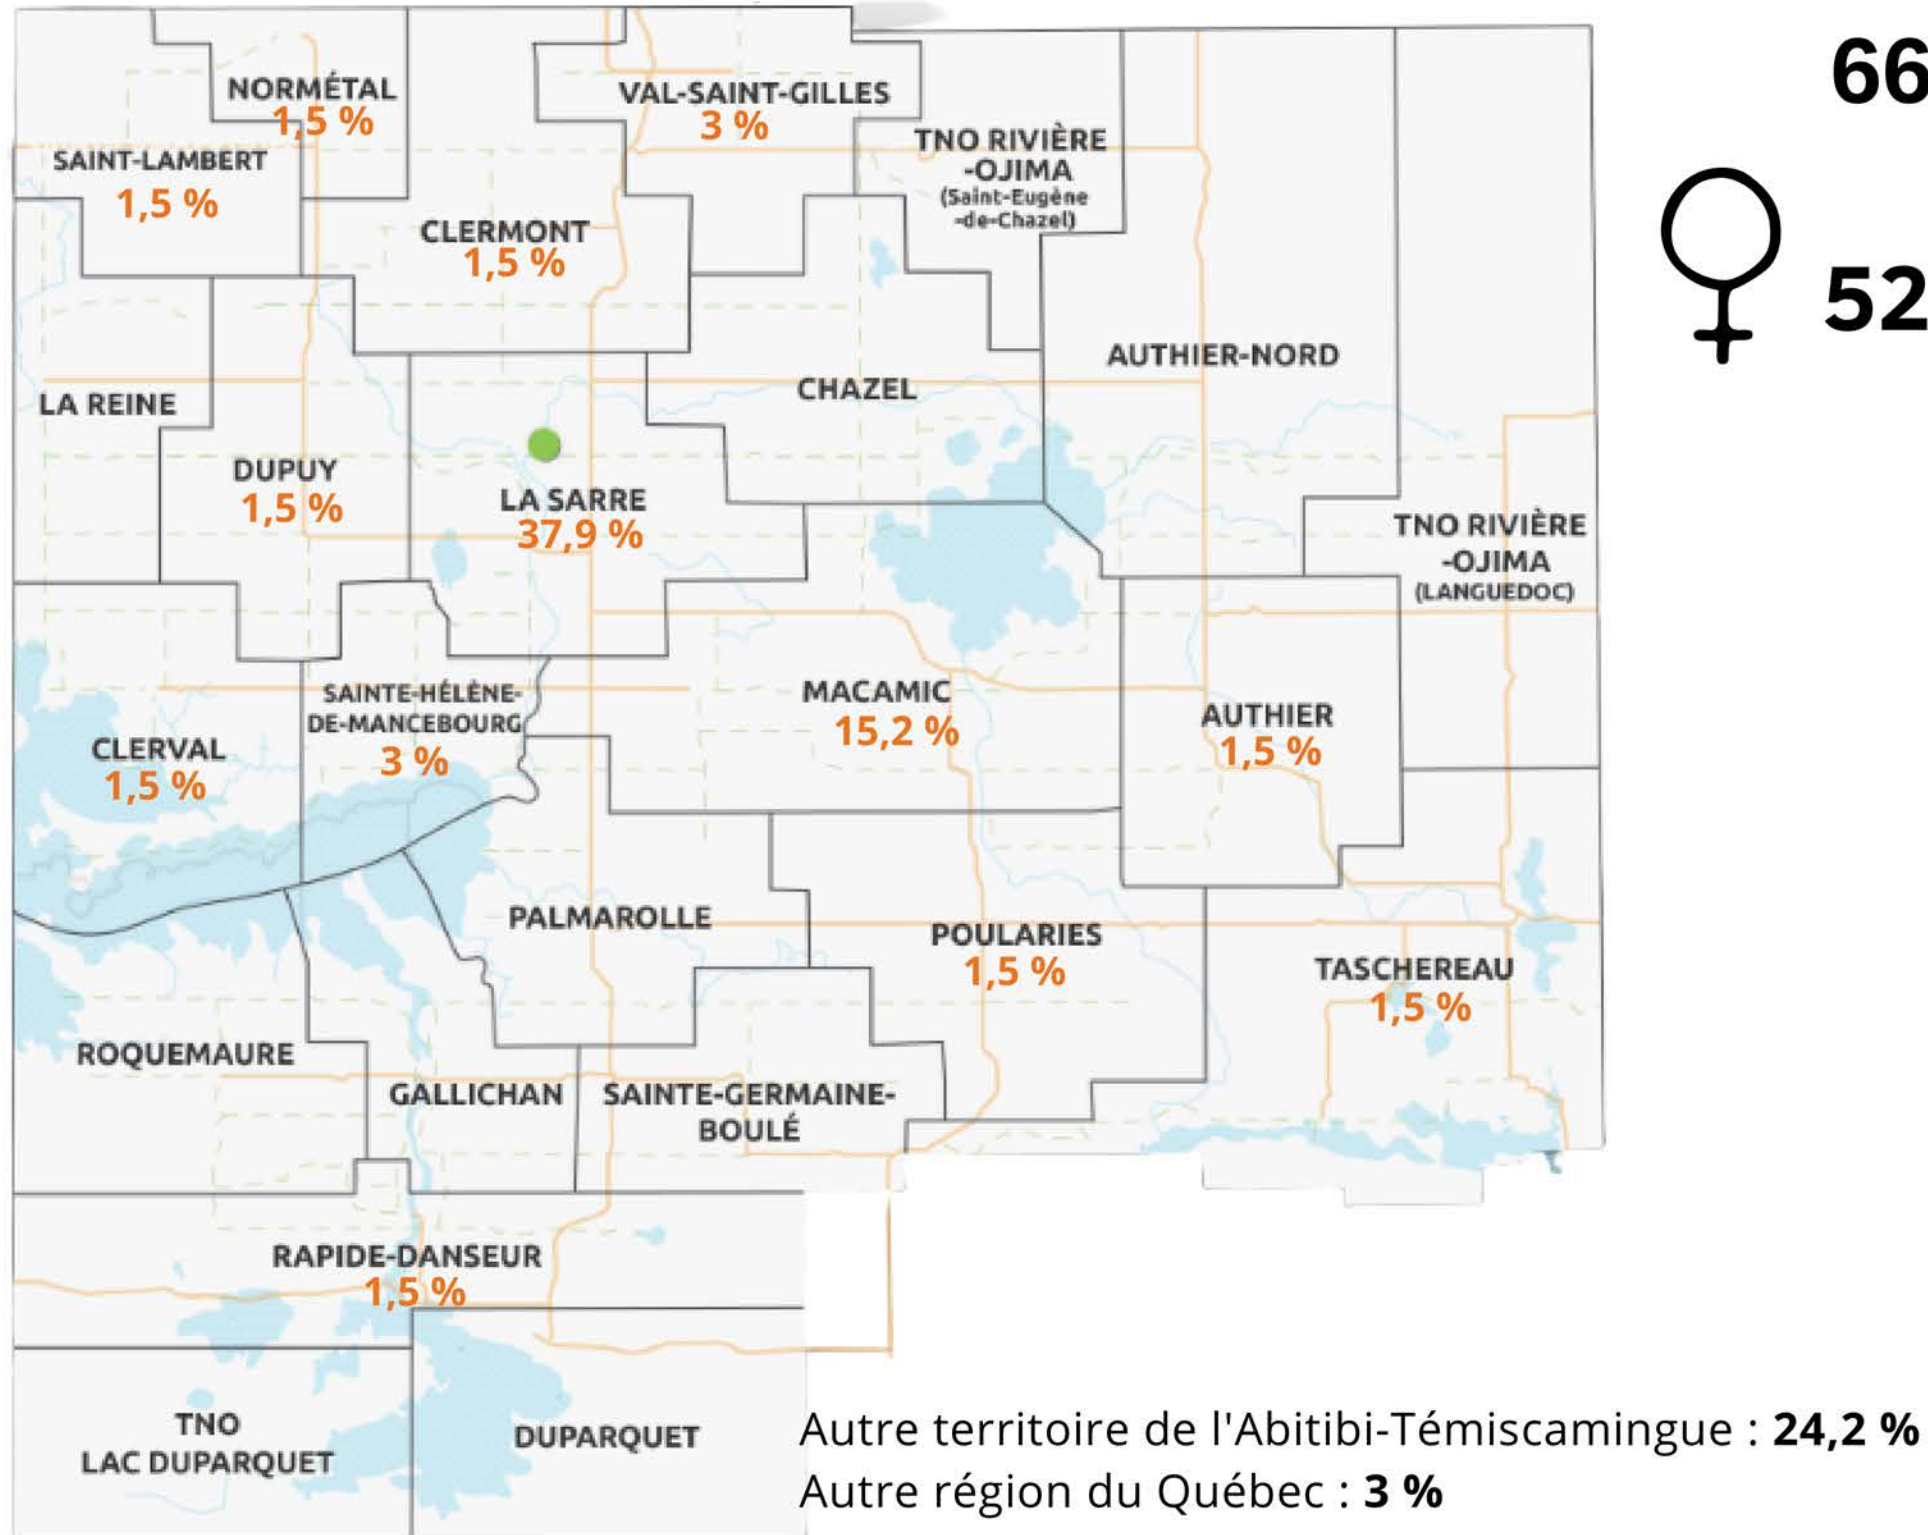 66
NORMÉTAL
1,5 %
VAL-SAINT-GILLES
3 %
SAINT-LAMBERT
1,5 %
TNO RIVIÈRE
-OJIMA
(Saint-Eugène
-de-Chazel)
CLERMONT
1,5 %
52
AUTHIER-NORD
CHAZEL
LA REINE
DUPUY
1,5 %
LA SARRE
37,9 %
TNO RIVIÈRE
-OJIMA
(LANGUEDOC)
SAINTE-HÉLÈNE-
DE-MANCEBOURG
3 %
MACAMIC
15,2 %
AUTHIER
1,5 %
CLERVAL
1,5 %
PALMAROLLE
POULARIES
1,5 %
TASCHEREAU
1,5 %
ROQUEMAURE
GALLICHAN
SAINTE-GERMAINE-
BOULÉ
RAPIDE-DANSEUR
1,5 %
TNO
LAC DUPARQUET
DUPARQUET
Autre territoire de l'Abitibi-Témiscamingue : 24,2 %
Autre région du Québec : 3 %